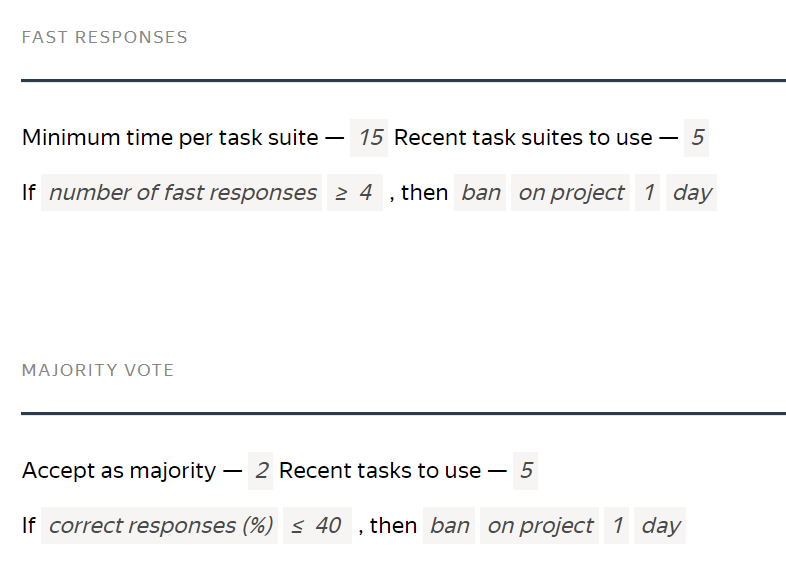 FAST RESPONSES
Minimum time per task suite — 15 Recent task suites to use — 5
If number of fast responses ≥ 4 , then ban on project 1 day
MAJORITY VOTE
Accept as majority — 2 Recent tasks to use — 5
If correct responses (%) ≤ 40 , then ban on project 1 day